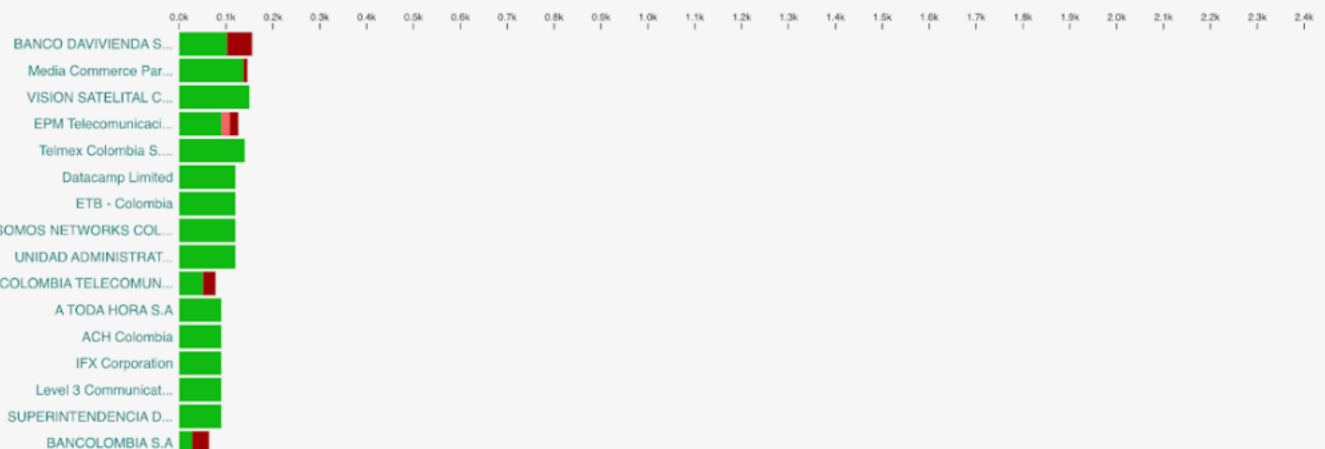 0.0k 0.1k 0.2k 0.3k 0.4k 0.5k 0.6k 0.7k 0.8k 0.9k 1.0k 1.1k 1.2k 1.3k 1.4k 1.5k 1.6k 1.7k 1.8k 1.9k 2.0k 2.1k 2.2k 2.3k 2.4k
BANCO DAVIVIENDA S...
Media Commerce Par...
VISION SATELITAL C...
EPM Telecomunicaci...
Telmex Colombia S....
Datacamp Limited
ETB - Colombia
SOMOS NETWORKS COL...
UNIDAD ADMINISTRAT...
COLOMBIA TELECOMUN...
A TODA HORA S.A
ACH Colombia
IFX Corporation
Level 3 Communicat...
SUPERINTENDENCIA D...
BANCOLOMBIA S.A